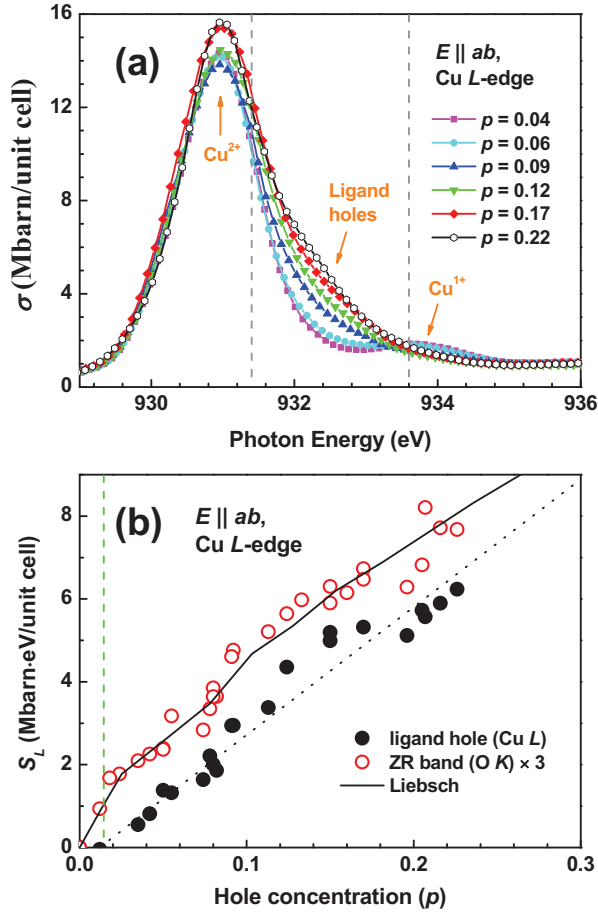 (a)
E || ab,
Cu L-edge
p = 0.04
p = 0.06
p = 0.09
p = 0.12
p = 0.17
p = 0.22
Cu²⁺
Ligand
holes
Cu¹⁺
σ (Mbarn/unit cell)
16
12
8
4
0
930 932 934 936
Photon Energy (eV)
(b)
E || ab,
Cu L-edge
ligand hole (Cu L)
ZR band (O K) × 3
Liebsch
S_L (Mbarn·eV/unit cell)
8
6
4
2
0
0.0 0.1 0.2 0.3
Hole concentration (p)